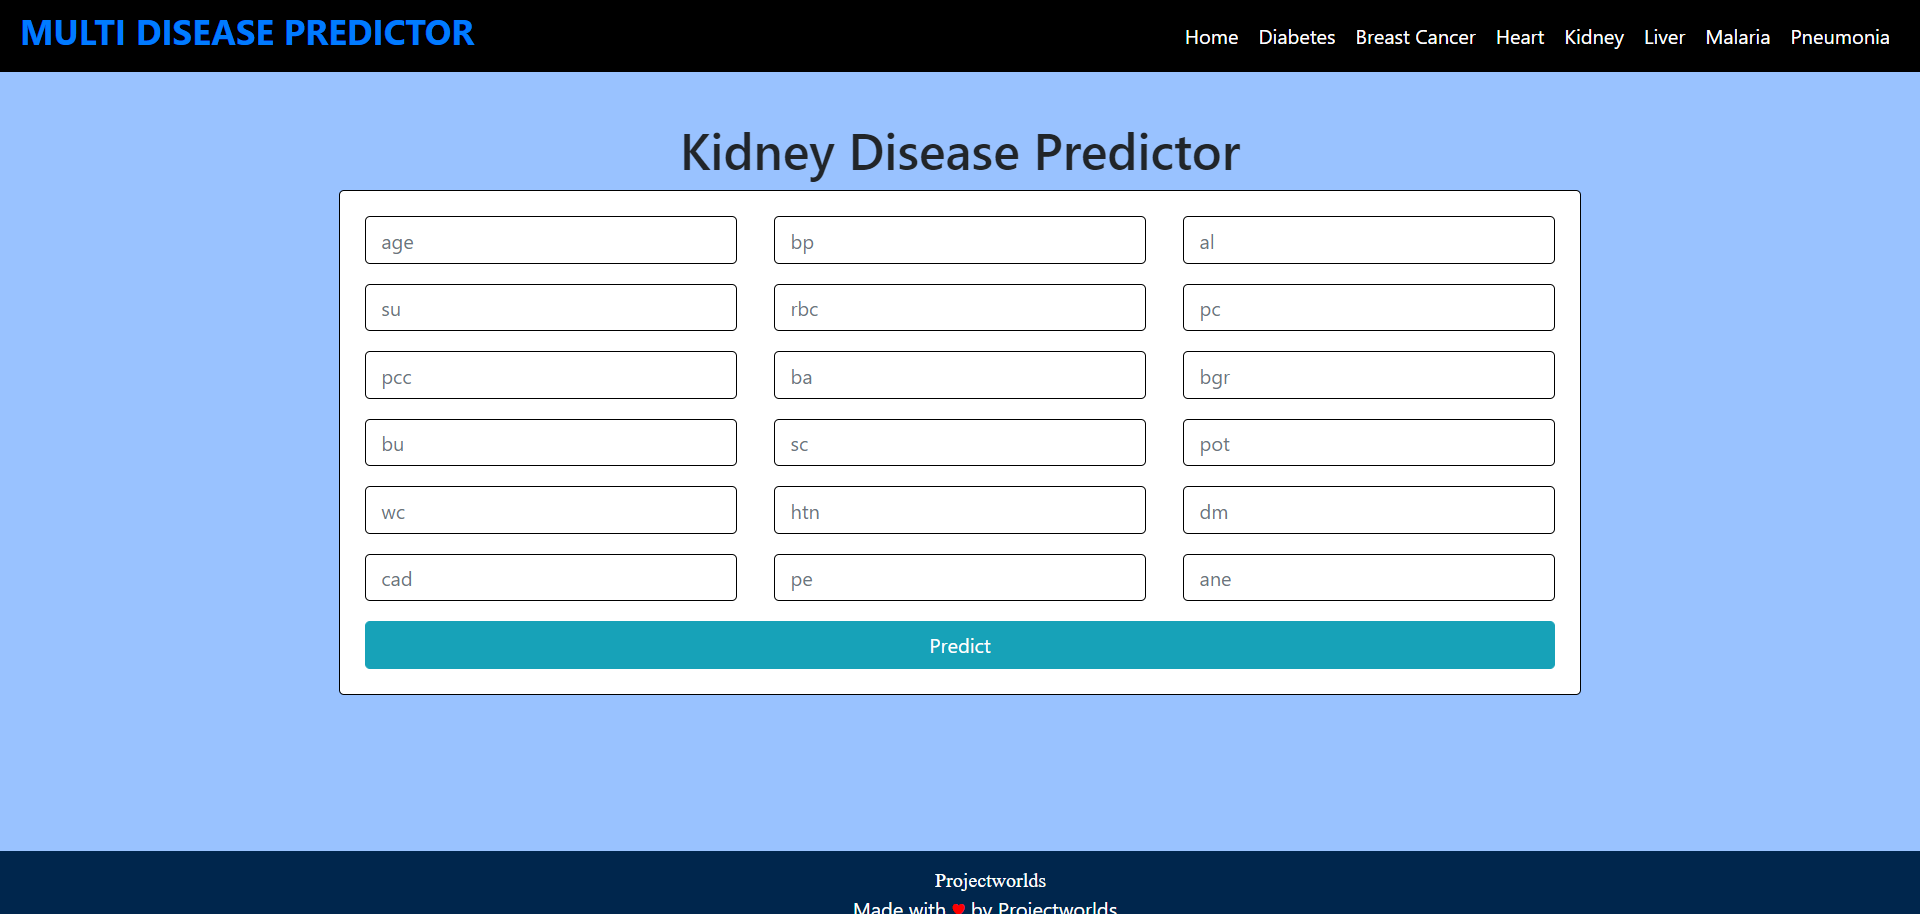 MULTI DISEASE PREDICTOR
Home Diabetes Breast Cancer Heart Kidney Liver Malaria Pneumonia
Kidney Disease Predictor
age bp al
su rbc pc
pcc ba bgr
bu sc pot
wc htn dm
cad pe ane
Predict
Projectworlds
Made with ♥ by Projectworlds